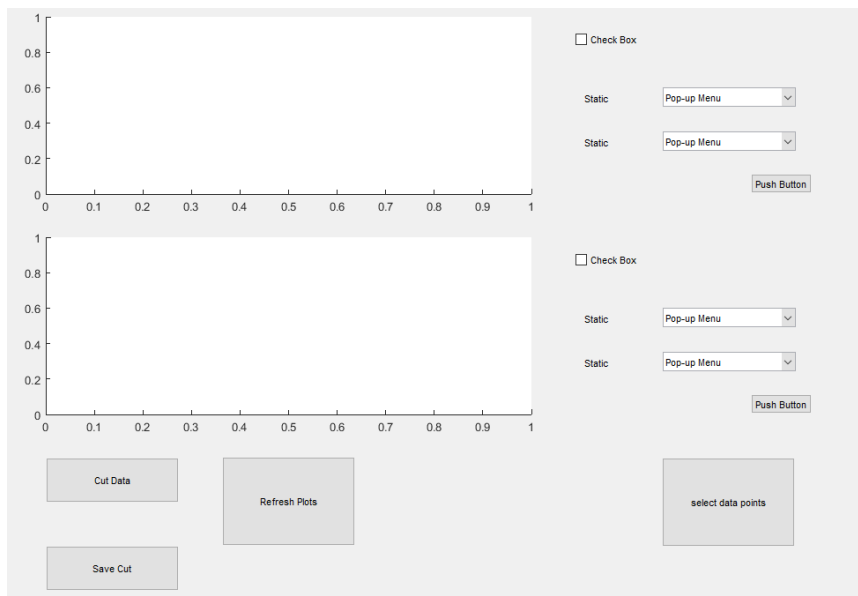 1
0.8
0.6
0.4
0.2
0
0 0.1 0.2 0.3 0.4 0.5 0.6 0.7 0.8 0.9 1
Check Box
Static Pop-up Menu
Static Pop-up Menu
Push Button
1
0.8
0.6
0.4
0.2
0
0 0.1 0.2 0.3 0.4 0.5 0.6 0.7 0.8 0.9 1
Check Box
Static Pop-up Menu
Static Pop-up Menu
Push Button
Cut Data
Refresh Plots
select data points
Save Cut